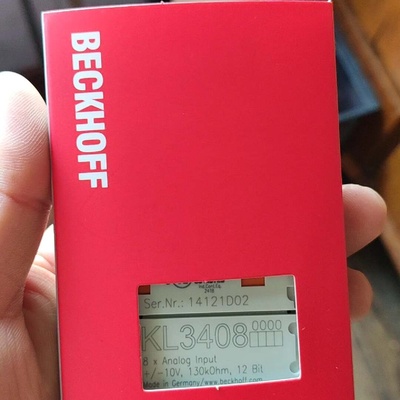 BECKHOFF
Ser.Nr.: 14121D02
KL3408 0000
8 x Analog Input
+/-10V, 130kOhm, 12 Bit
Made in Germany/www.beckhoff.com